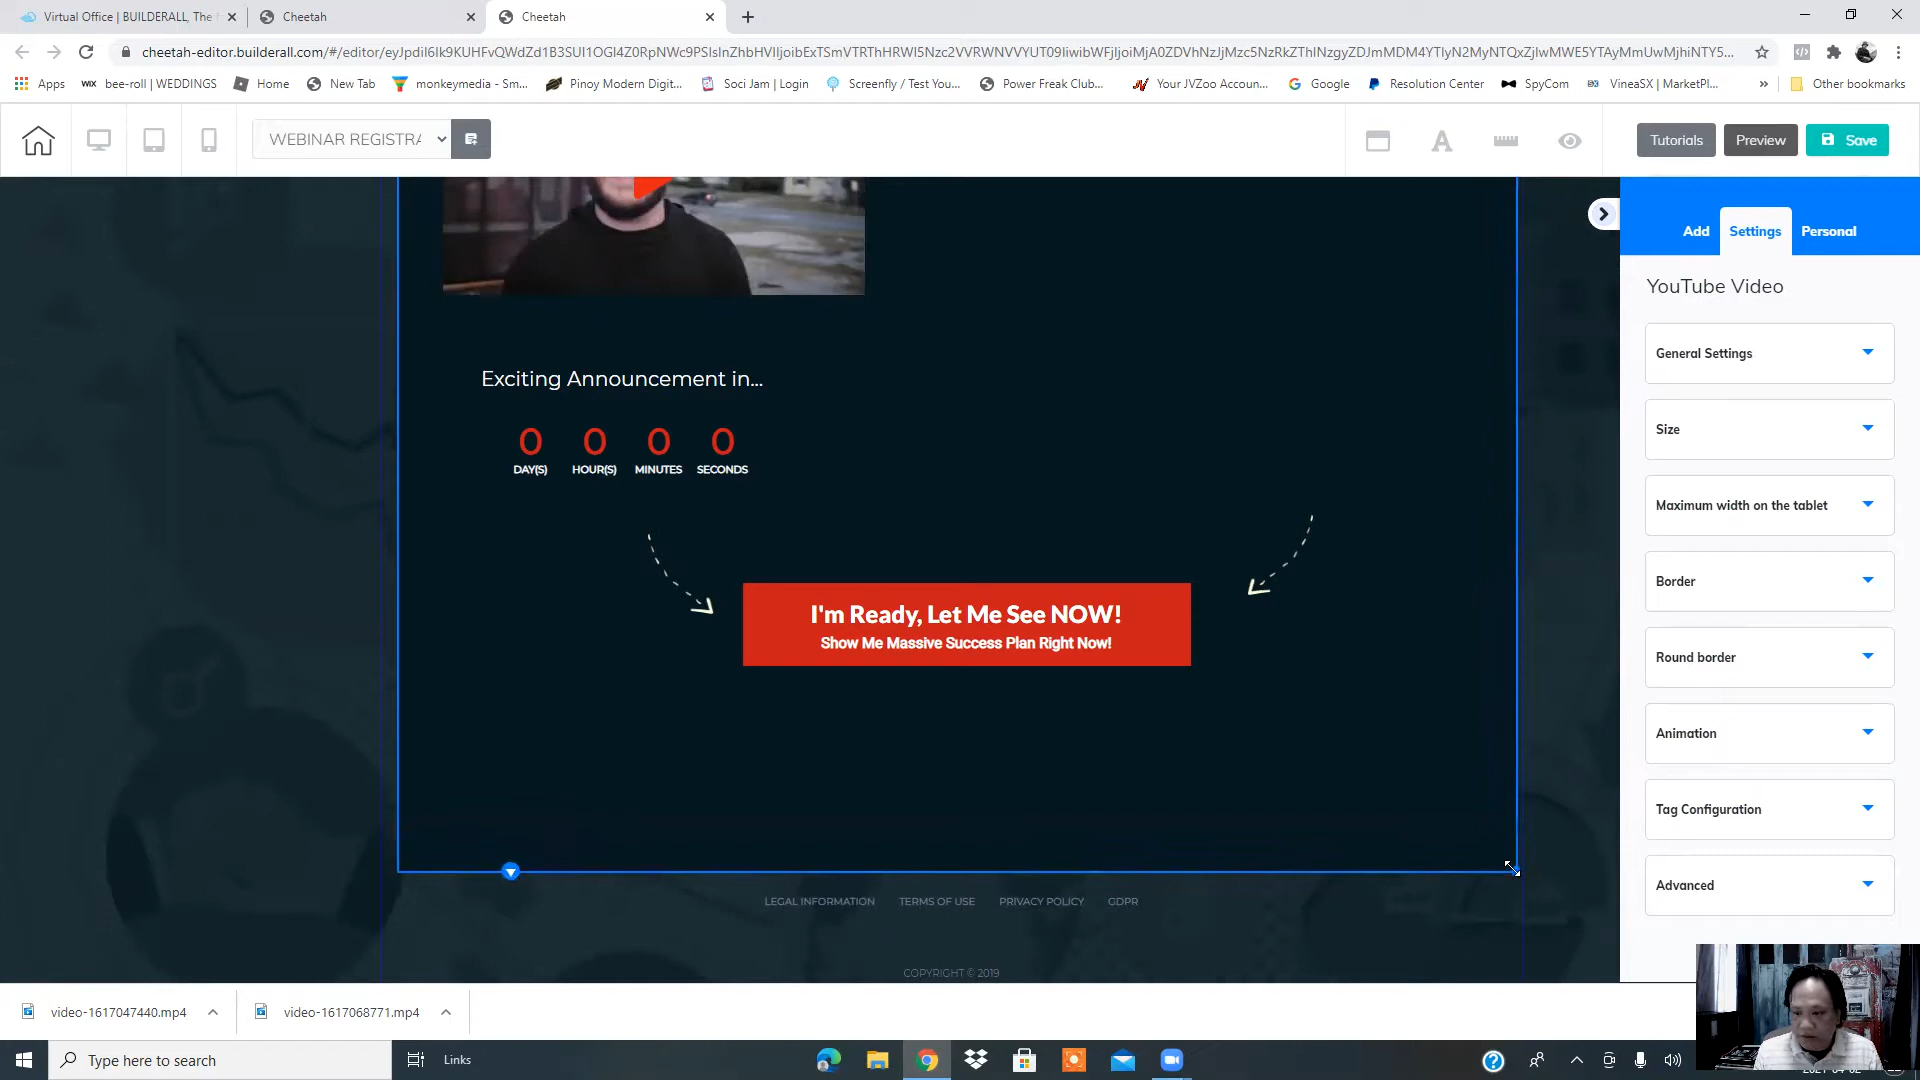 Virtual Office | BUILDERALL, The
Cheetah
Cheetah
cheetah-editor.builderall.com/#/editor/eyJpdiI6Ik9KUHFvQWdZd1B3SUI1OGI4Z0RpNWc9PSIsInZhbHVlIjoibExTSmVTRThHRWI5Nzc2VVRWNVVYUT09IiwibWFjIjoiMjA0ZDVhNzJjMzc5NzRkZThlNzgyZDJmMDM4YTIyN2MyNTQxZjIwMWE5YTAyMmUwMjhiNTY5...
Apps
WIX bee-roll | WEDDINGS
Home
New Tab
monkeymedia - Sm...
Pinoy Modern Digit...
Soci Jam | Login
Screenfly / Test You...
Power Freak Club...
Your JVZoo Accoun...
Google
Resolution Center
SpyCom
VineaSX | MarketPl...
»
Other bookmarks
WEBINAR REGISTRA
Tutorials
Preview
Save
Add
Settings
Personal
YouTube Video
General Settings
Size
Maximum width on the tablet
Border
Round border
Animation
Tag Configuration
Advanced
Exciting Announcement in...
0 0 0 0
DAY(S) HOUR(S) MINUTES SECONDS
I'm Ready, Let Me See NOW!
Show Me Massive Success Plan Right Now!
LEGAL INFORMATION TERMS OF USE PRIVACY POLICY GDPR
COPYRIGHT © 2019
video-1617047440.mp4
video-1617068771.mp4
Type here to search
Links